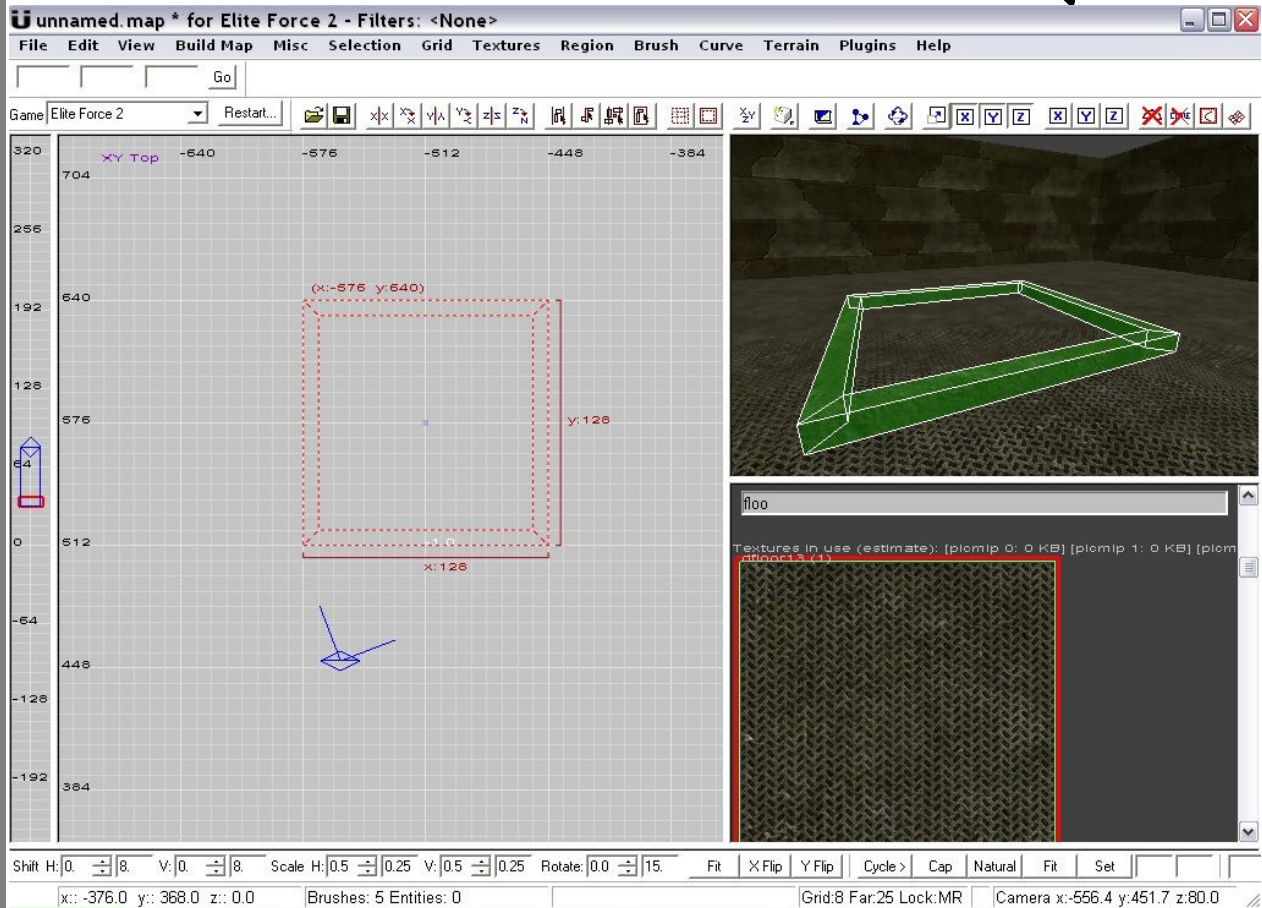 unnamed.map * for Elite Force 2 - Filters: <None>
File Edit View Build Map Misc Selection Grid Textures Region Brush Curve Terrain Plugins Help
Go
Game Elite Force 2 Restart...
XY Top
-640 -576 -512 -448 -384
320 256 192 128 64 0 -64 -128 -192
704 640 576 512 448 384
(x:-576 y:640)
y:128
x:128
floo
Textures in use (estimate): [picmip 0: 0 KB] [picmip 1: 0 KB] [picm
dfloor13 (1)
Shift H: 0. 8. V: 0. 8. Scale H: 0.5 0.25 V: 0.5 0.25 Rotate: 0.0 15. Fit X Flip Y Flip Cycle > Cap Natural Fit Set
x:: -376.0 y:: 368.0 z:: 0.0 Brushes: 5 Entities: 0 Grid:8 Far:25 Lock:MR Camera x:-556.4 y:451.7 z:80.0